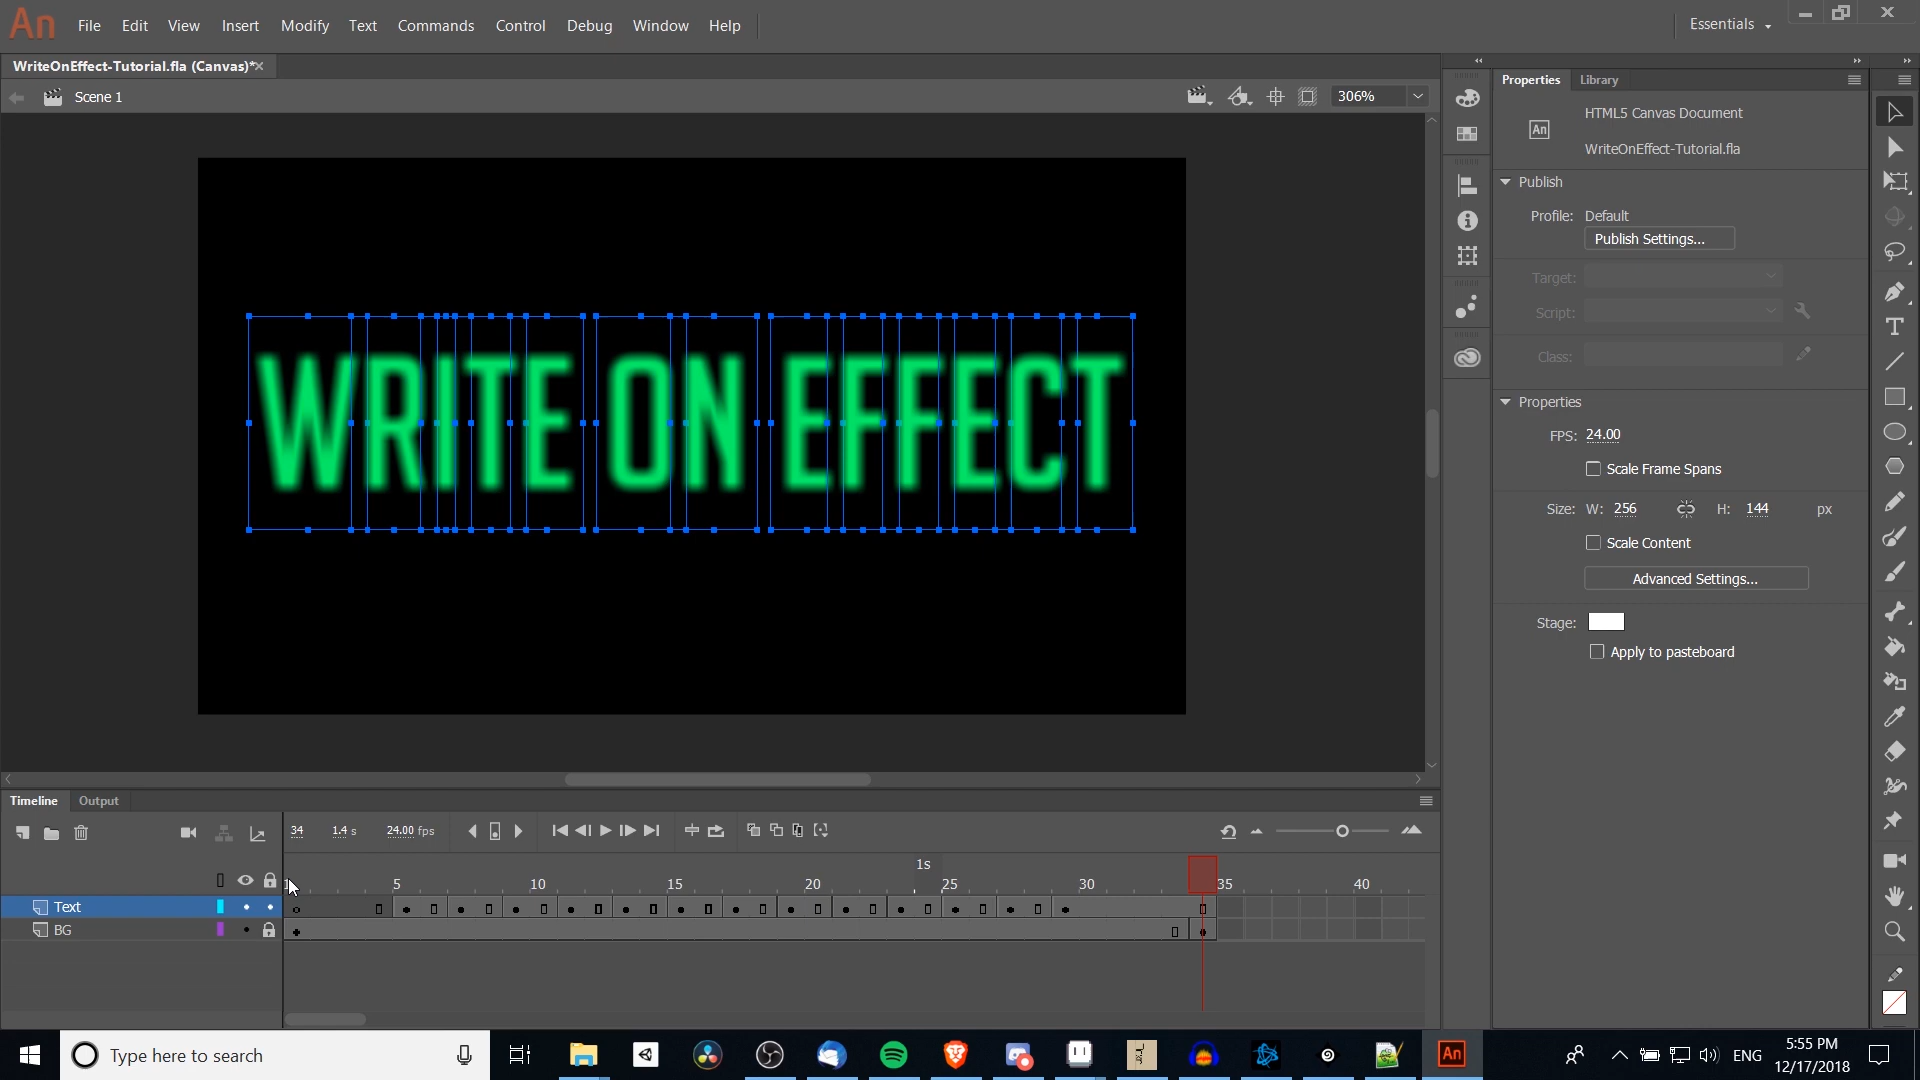 An File Edit View Insert Modify Text Commands Control Debug Window Help Essentials
WriteOnEffect-Tutorial.fla (Canvas)*
Scene 1 306%
WRITE ON EFFECT
Properties Library
An
HTML5 Canvas Document
WriteOnEffect-Tutorial.fla
Publish
Profile: Default
Publish Settings...
Target:
Script:
Class:
Properties
FPS: 24.00
Scale Frame Spans
Size: W: 256 H: 144 px
Scale Content
Advanced Settings...
Stage:
Apply to pasteboard
Timeline Output
34 1.4 s 24.00 fps
1s
5 10 15 20 25 30 35 40
Text
BG
Type here to search
An
ENG
5:55 PM
12/17/2018